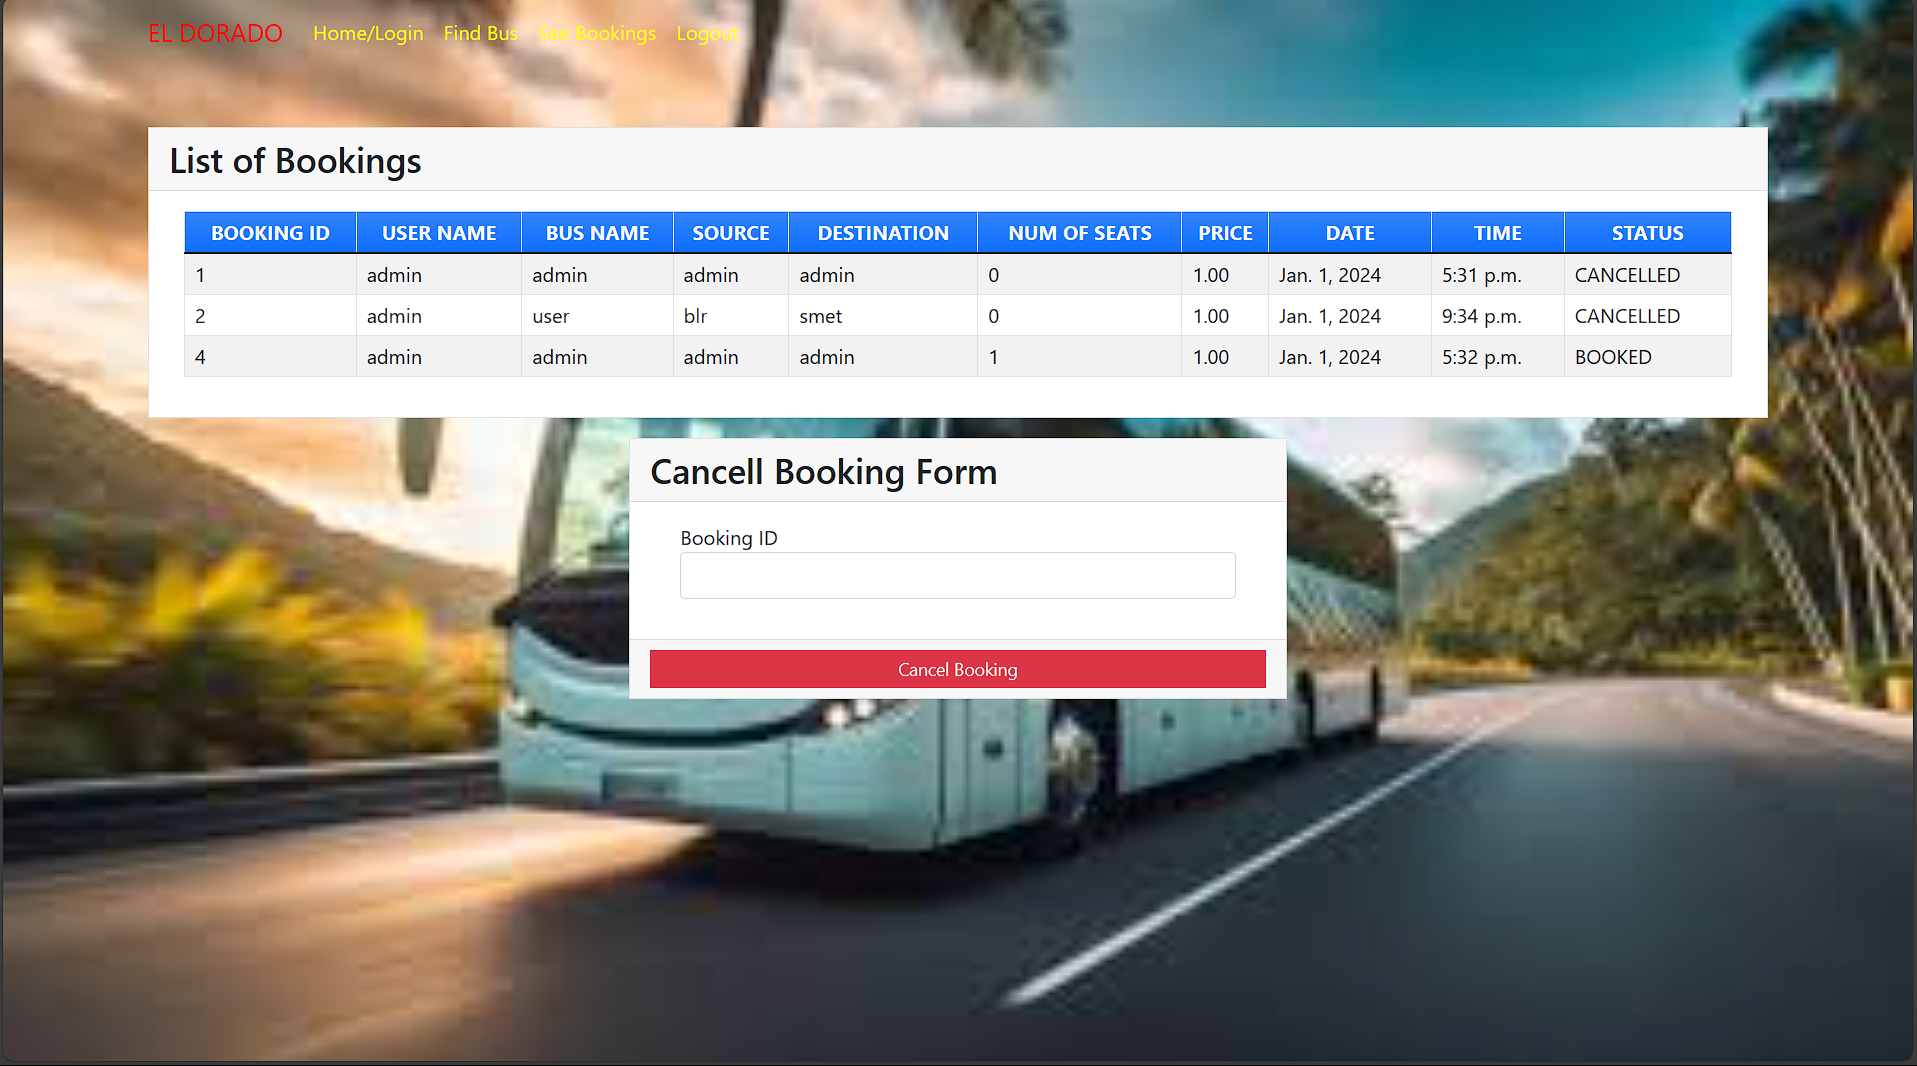 EL DORADO Home/Login Find Bus See Bookings Logout
List of Bookings
BOOKING ID USER NAME BUS NAME SOURCE DESTINATION NUM OF SEATS PRICE DATE TIME STATUS
1 admin admin admin admin 0 1.00 Jan. 1, 2024 5:31 p.m. CANCELLED
2 admin user blr smet 0 1.00 Jan. 1, 2024 9:34 p.m. CANCELLED
4 admin admin admin admin 1 1.00 Jan. 1, 2024 5:32 p.m. BOOKED
Cancell Booking Form
Booking ID
Cancel Booking